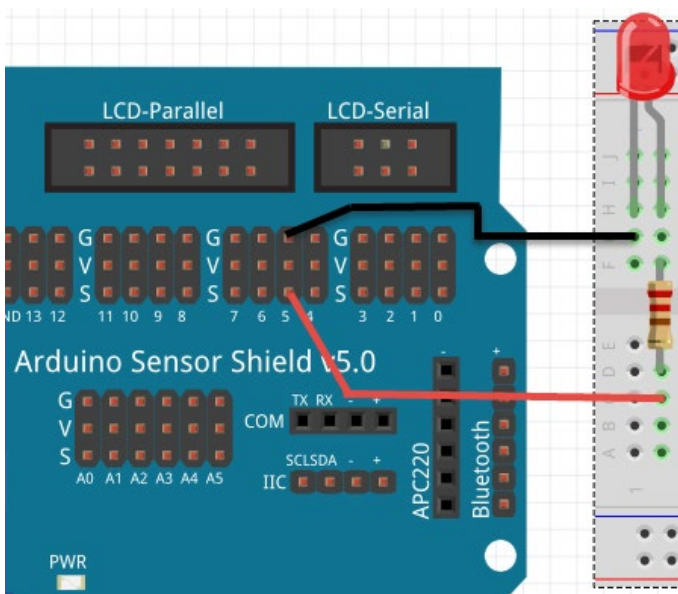 LCD-Parallel LCD-Serial
G G G
V V V
S S S
ND 13 12 11 10 9 8 7 6 5 4 3 2 1 0
Arduino Sensor Shield v5.0
G
V
S
A0 A1 A2 A3 A4 A5
TX RX - +
COM
SCLSDA - +
IIC
- +
APC220
Bluetooth
PWR
J
I
H
F
E
D
B
A
1